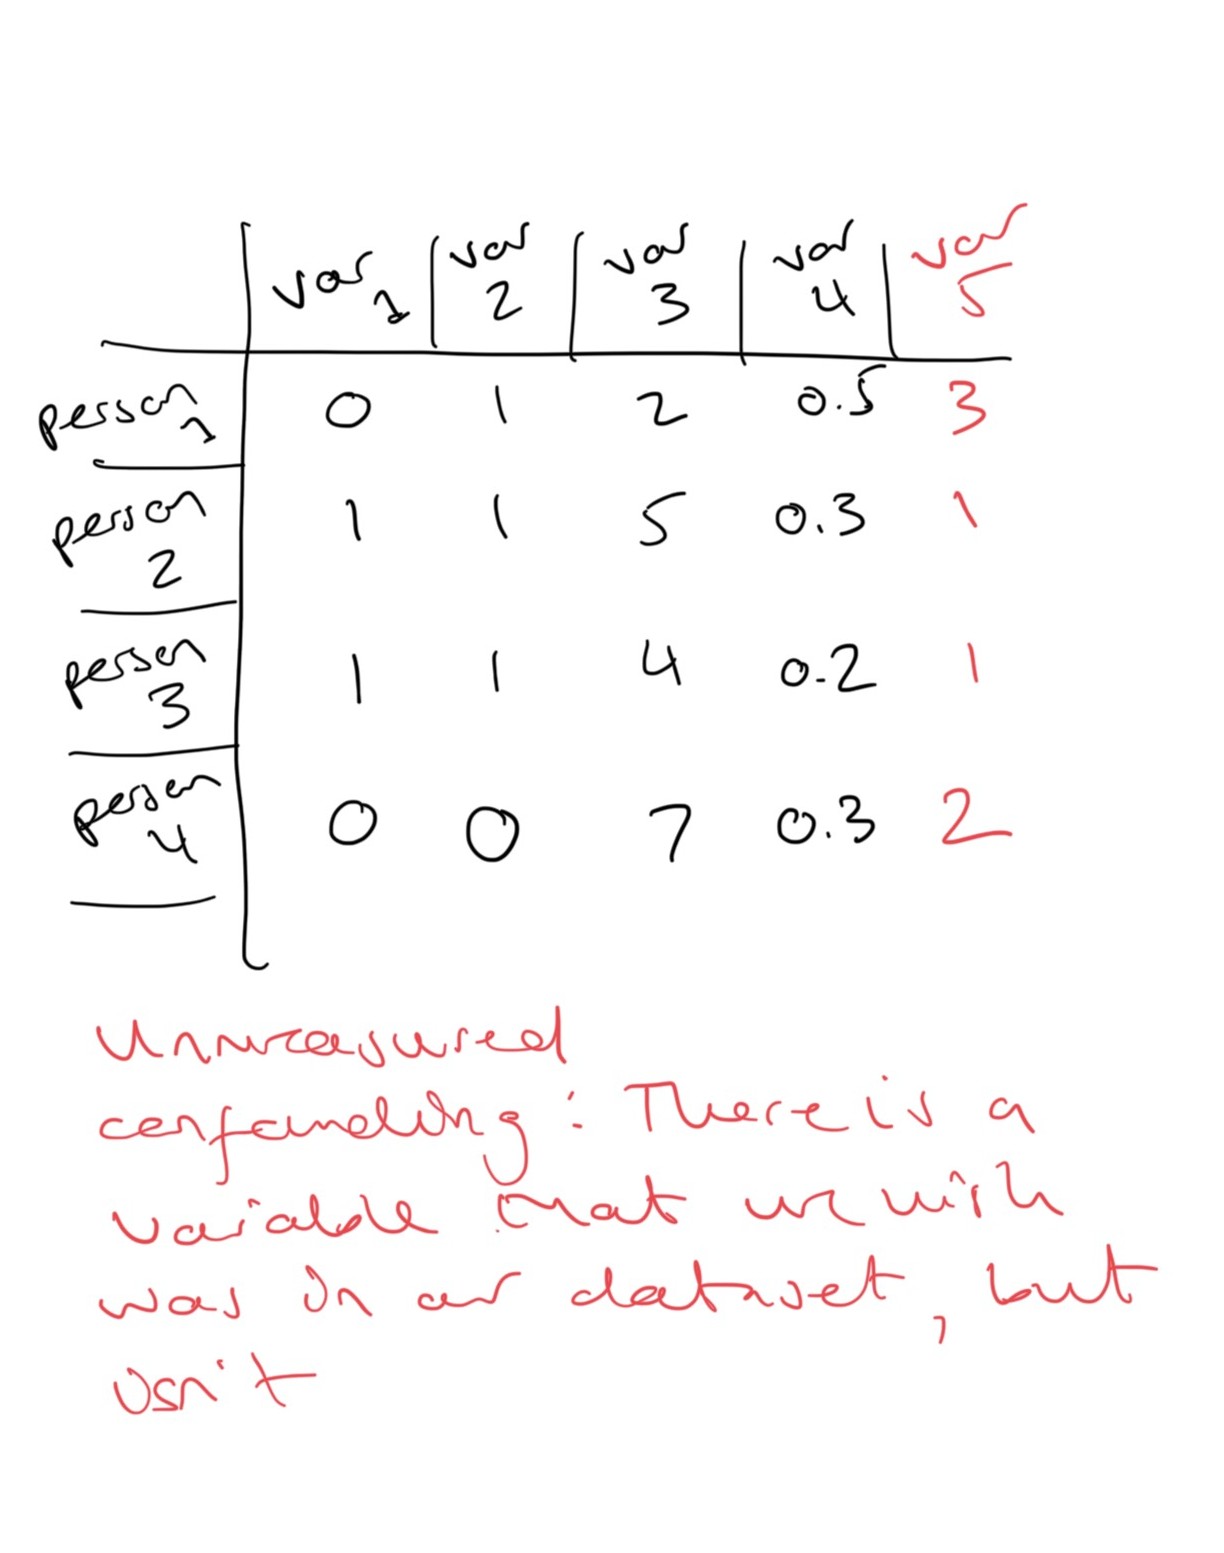 var 1 var 2 var 3 var 4 var 5
person 1 0 1 2 0.5 3
person 2 1 1 5 0.3 1
person 3 1 1 4 0.2 1
person 4 0 0 7 0.3 2
Unmeasured
confounding: There is a
variable that we wish
was in our dataset, but
isn't